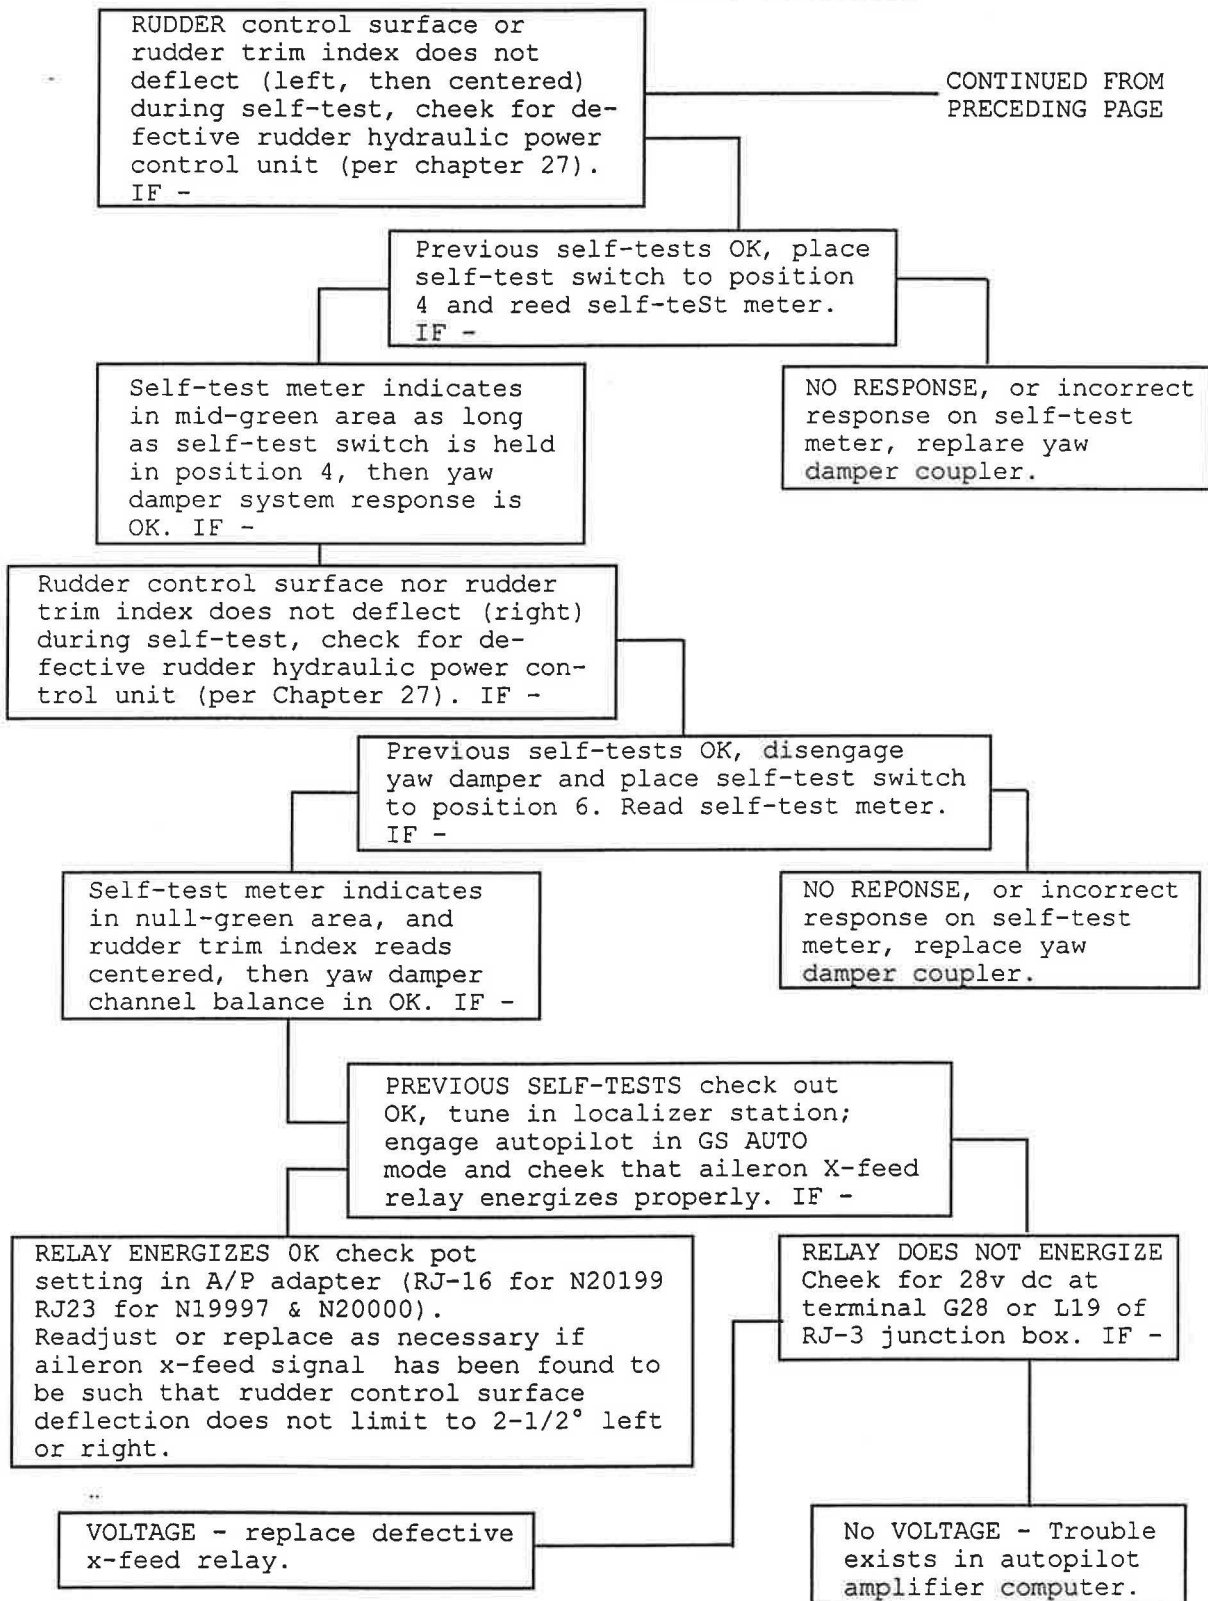 RUDDER control surface or
rudder trim index does not
deflect (left, then centered)
during self-test, cheek for de-
fective rudder hydraulic power
control unit (per chapter 27).
IF -
CONTINUED FROM
PRECEDING PAGE
Previous self-tests OK, place
self-test switch to position
4 and reed self-teSt meter.
IF -
Self-test meter indicates
in mid-green area as long
as self-test switch is held
in position 4, then yaw
damper system response is
OK. IF -
NO RESPONSE, or incorrect
response on self-test
meter, replare yaw
damper coupler.
Rudder control surface nor rudder
trim index does not deflect (right)
during self-test, check for de-
fective rudder hydraulic power con-
trol unit (per Chapter 27). IF -
Previous self-tests OK, disengage
yaw damper and place self-test switch
to position 6. Read self-test meter.
IF -
Self-test meter indicates
in null-green area, and
rudder trim index reads
centered, then yaw damper
channel balance in OK. IF -
NO REPONSE, or incorrect
response on self-test
meter, replace yaw
damper coupler.
PREVIOUS SELF-TESTS check out
OK, tune in localizer station;
engage autopilot in GS AUTO
mode and cheek that aileron X-feed
relay energizes properly. IF -
RELAY ENERGIZES OK check pot
setting in A/P adapter (RJ-16 for N20199
RJ23 for N19997 & N20000).
Readjust or replace as necessary if
aileron x-feed signal has been found to
be such that rudder control surface
deflection does not limit to 2-1/2° left
or right.
RELAY DOES NOT ENERGIZE
Cheek for 28v dc at
terminal G28 or L19 of
RJ-3 junction box. IF -
VOLTAGE - replace defective
x-feed relay.
No VOLTAGE - Trouble
exists in autopilot
amplifier computer.